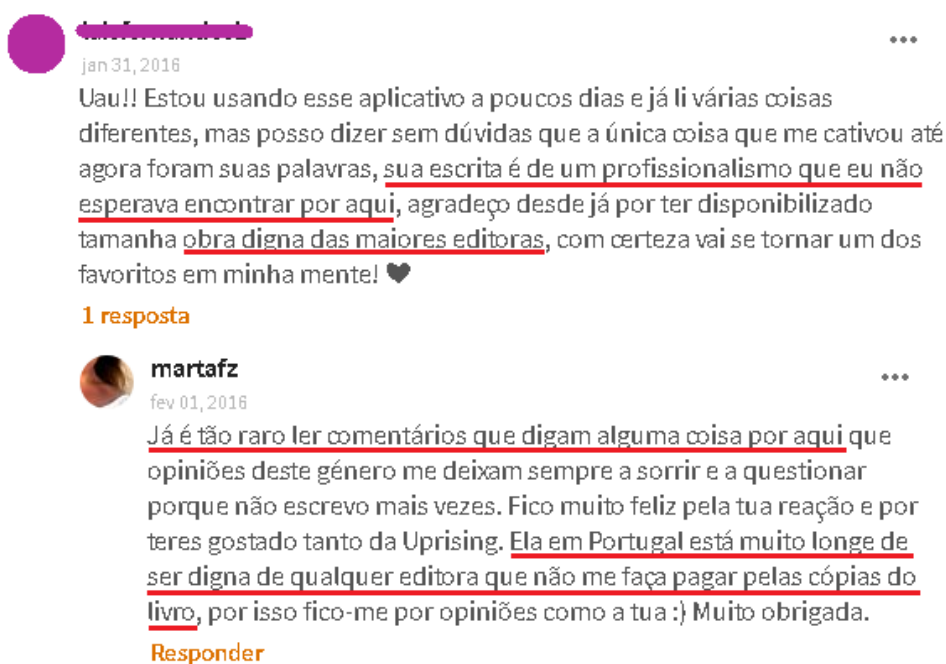 jan 31, 2016
Uau!! Estou usando esse aplicativo a poucos dias e já li várias coisas
diferentes, mas posso dizer sem dúvidas que a única coisa que me cativou até
agora foram suas palavras, sua escrita é de um profissionalismo que eu não
esperava encontrar por aqui, agradeço desde já por ter disponibilizado
tamanha obra digna das maiores editoras, com certeza vai se tornar um dos
favoritos em minha mente! ♥
1 resposta
martafz
fev 01, 2016
Já é tão raro ler comentários que digam alguma coisa por aqui que
opiniões deste género me deixam sempre a sorrir e a questionar
porque não escrevo mais vezes. Fico muito feliz pela tua reação e por
teres gostado tanto da Uprising. Ela em Portugal está muito longe de
ser digna de qualquer editora que não me faça pagar pelas cópias do
livro, por isso fico-me por opiniões como a tua :) Muito obrigada.
Responder